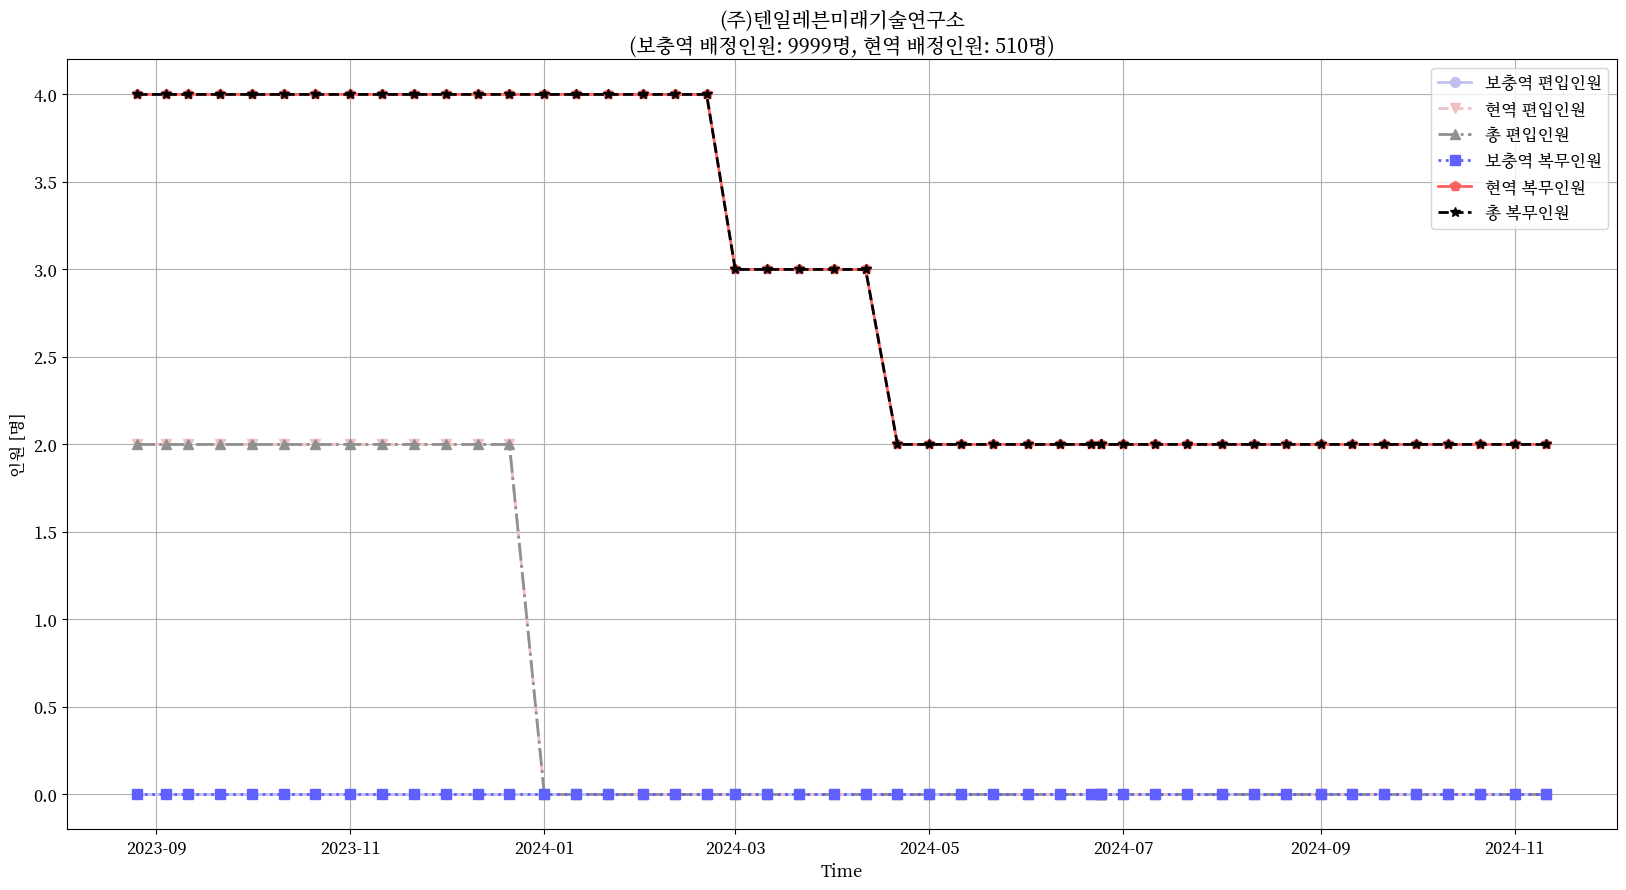 (주)텐일레븐미래기술연구소
(보충역 배정인원: 9999명, 현역 배정인원: 510명)
보충역 편입인원
현역 편입인원
총 편입인원
보충역 복무인원
현역 복무인원
총 복무인원
인원 [명]
4.0
3.5
3.0
2.5
2.0
1.5
1.0
0.5
0.0
2023-09
2023-11
2024-01
2024-03
2024-05
2024-07
2024-09
2024-11
Time